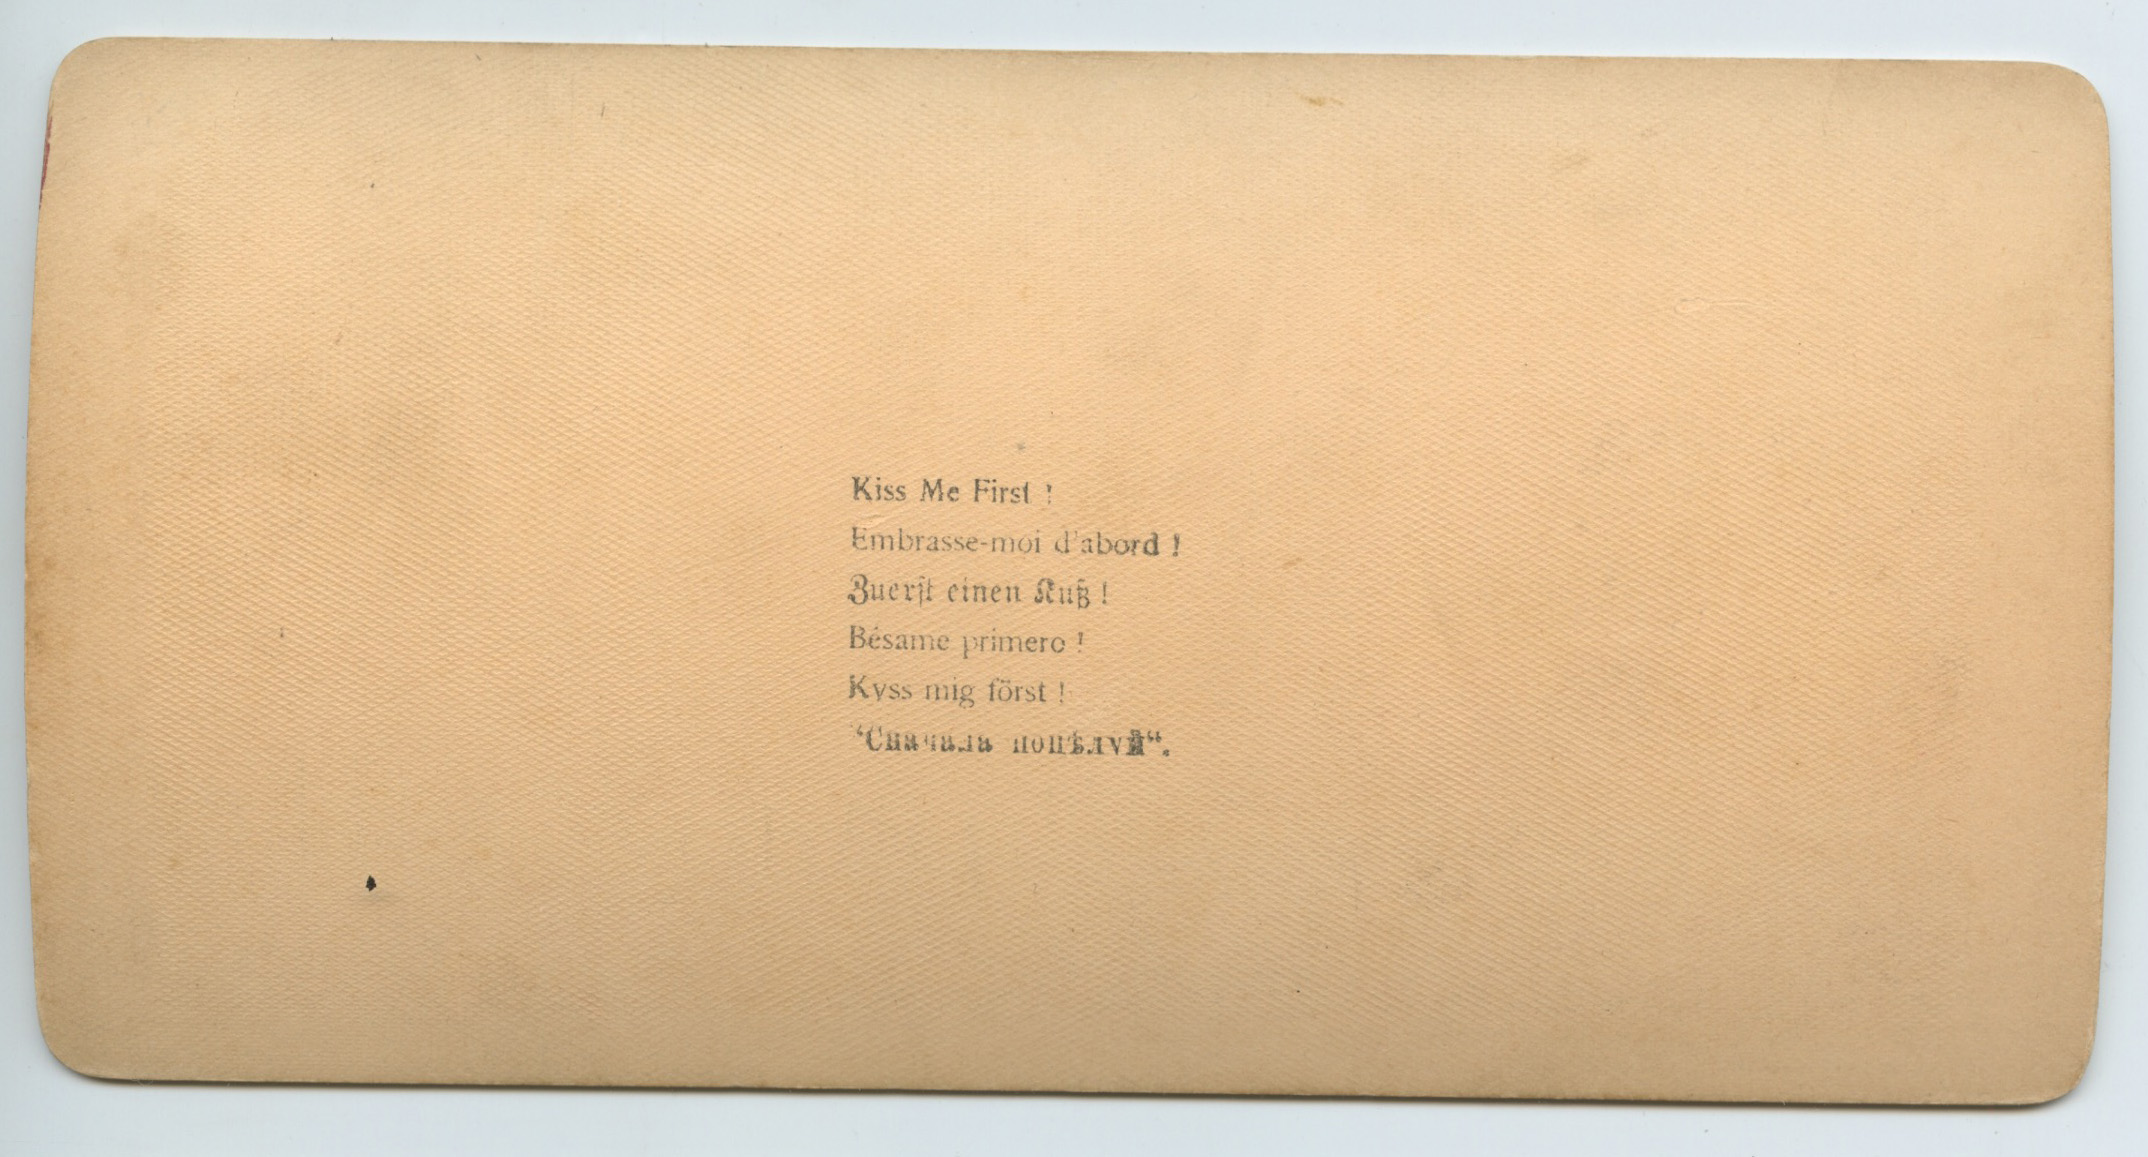 Kiss Me First !
Embrasse-moi d'abord !
Zuerſt einen Kuß !
Bésame primero !
Kyss mig först !
“Сначала поцѣлуй“.